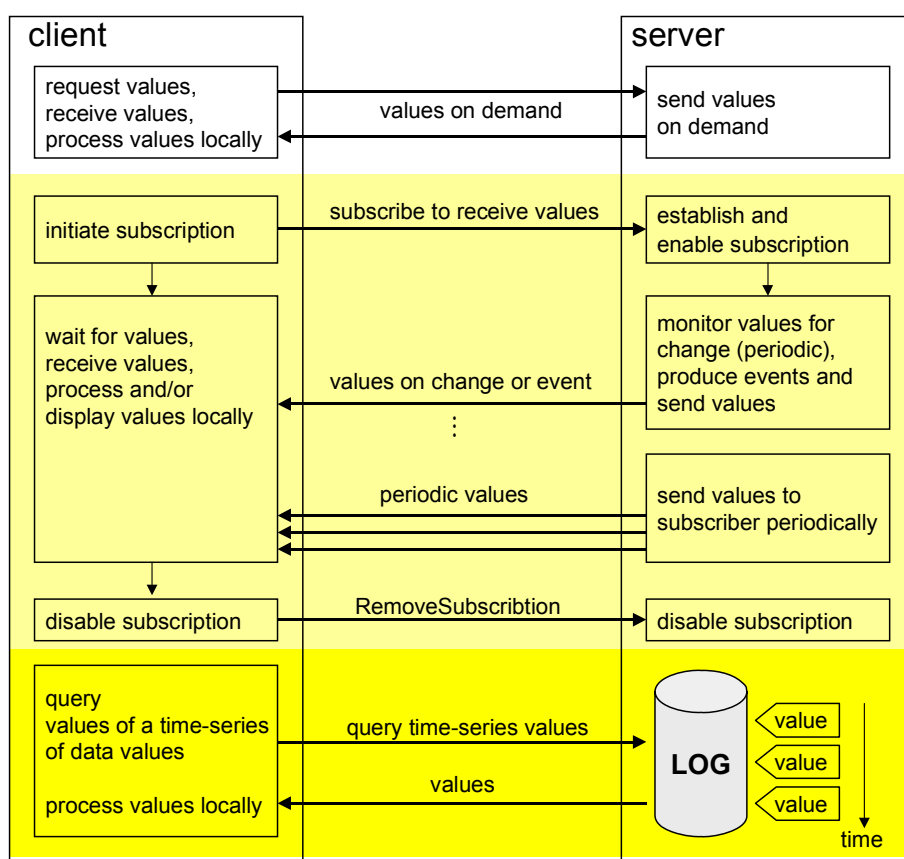 client
server
request values,
receive values,
process values locally
values on demand
send values
on demand
initiate subscription
subscribe to receive values
establish and
enable subscription
wait for values,
receive values,
process and/or
display values locally
values on change or event
monitor values for
change (periodic),
produce events and
send values
periodic values
send values to
subscriber periodically
disable subscription
RemoveSubscribtion
disable subscription
query
values of a time-series
of data values
process values locally
query time-series values
values
LOG
value
value
value
time